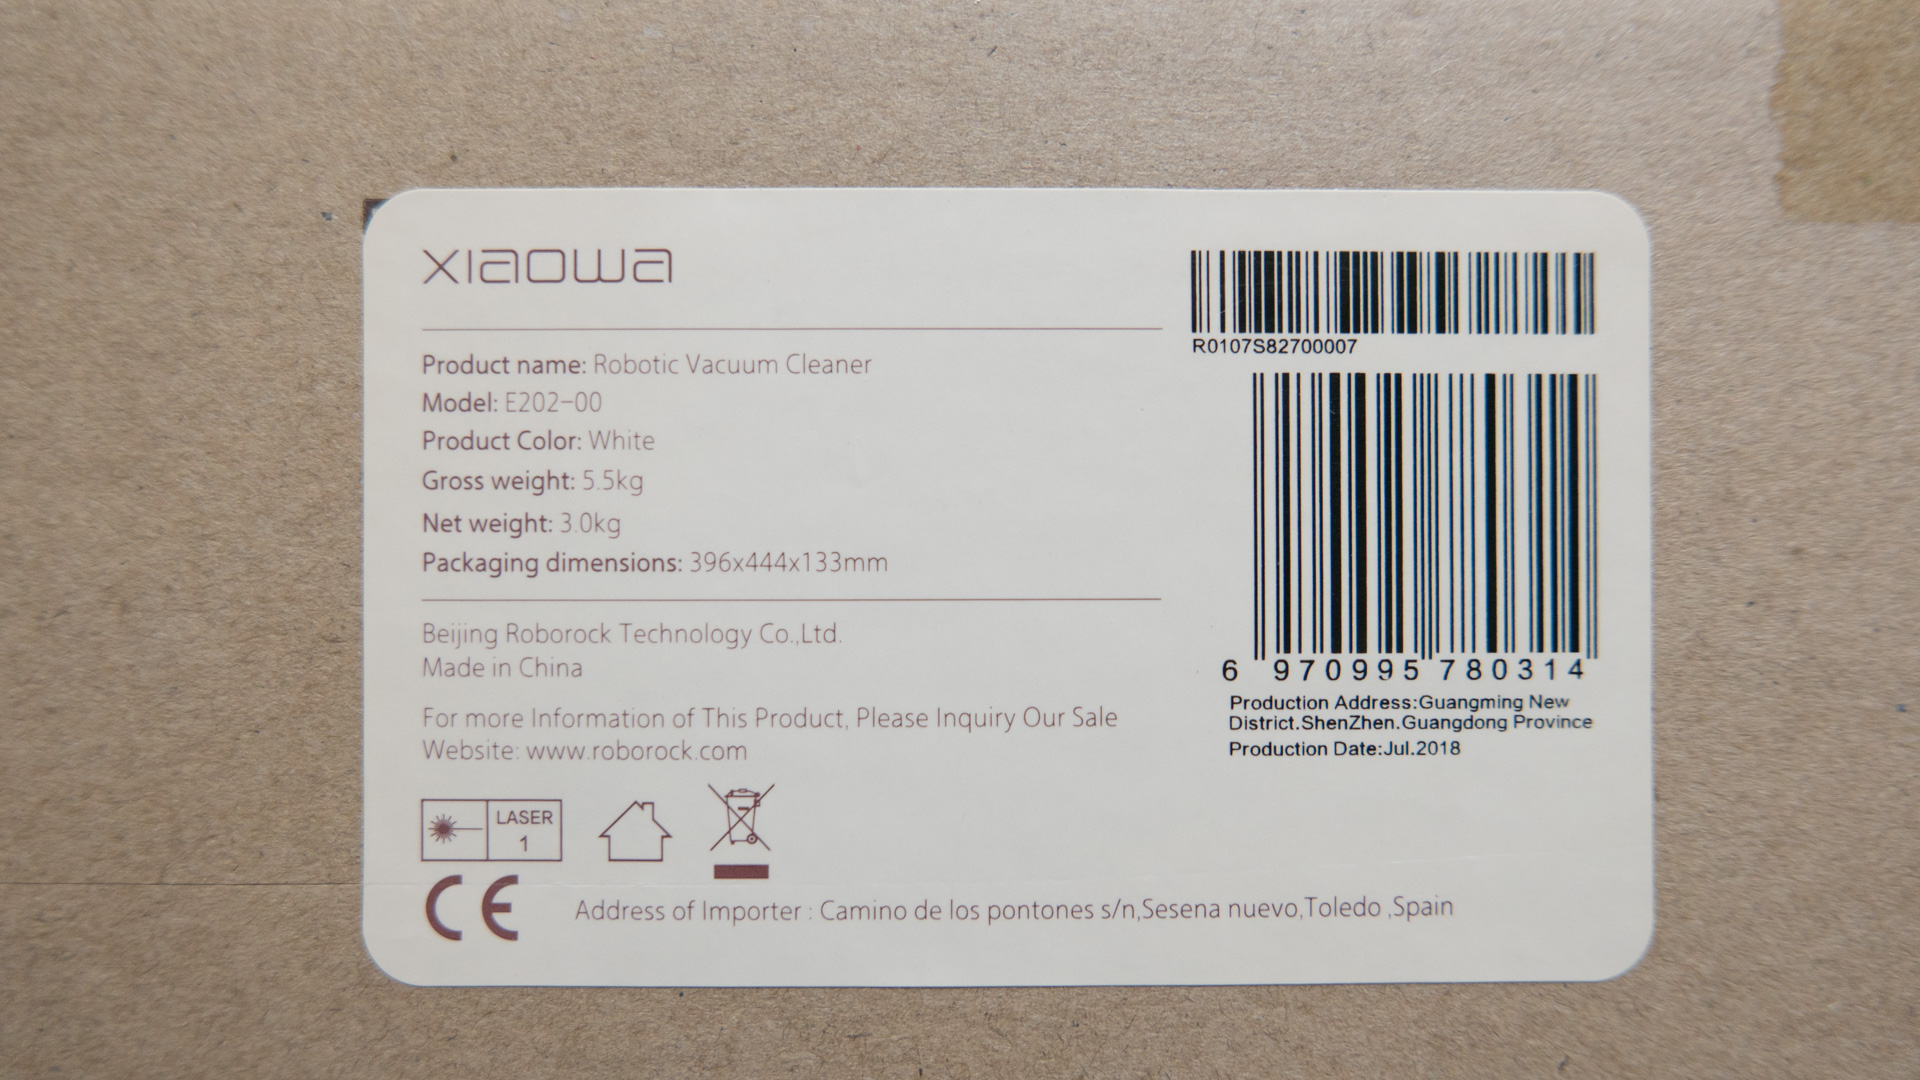 xiaowa
Product name: Robotic Vacuum Cleaner
Model: E202-00
Product Color: White
Gross weight: 5.5kg
Net weight: 3.0kg
Packaging dimensions: 396x444x133mm
Beijing Roborock Technology Co.,Ltd.
Made in China
For more Information of This Product, Please Inquiry Our Sale
Website: www.roborock.com
LASER
1
CE
Address of Importer : Camino de los pontones s/n,Sesena nuevo,Toledo ,Spain
R0107S82700007
6 970995 780314
Production Address:Guangming New
District.ShenZhen.Guangdong Province
Production Date:Jul.2018